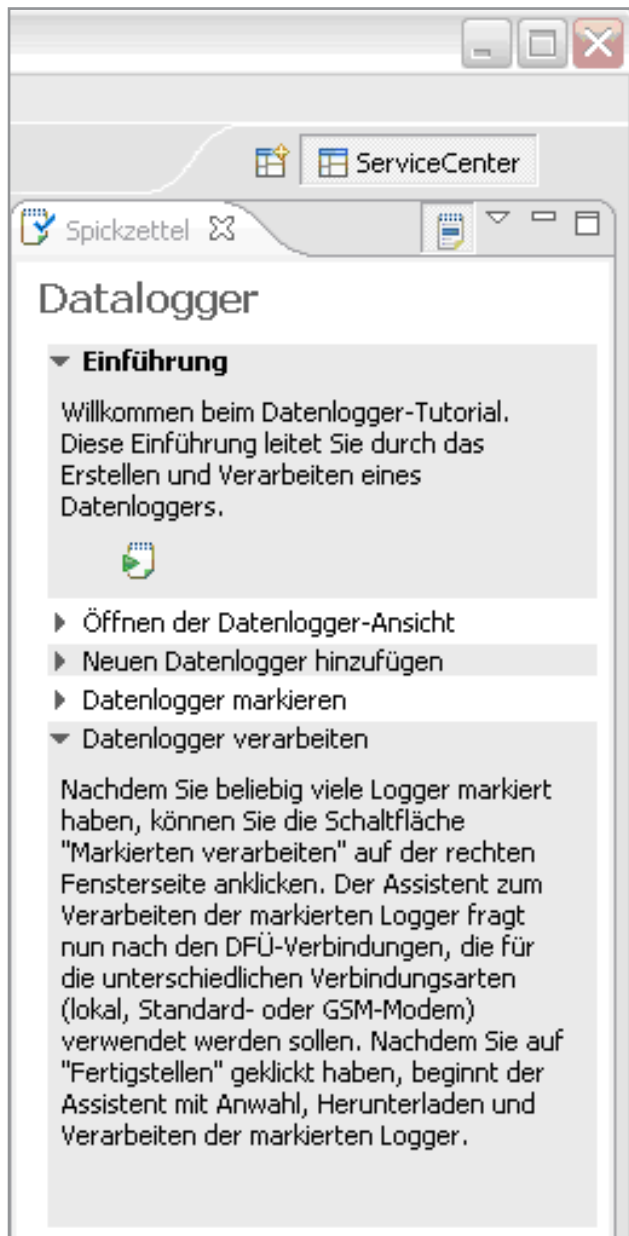 ServiceCenter
Spickzettel
Datalogger
Einführung
Willkommen beim Datenlogger-Tutorial.
Diese Einführung leitet Sie durch das
Erstellen und Verarbeiten eines
Datenloggers.
Öffnen der Datenlogger-Ansicht
Neuen Datenlogger hinzufügen
Datenlogger markieren
Datenlogger verarbeiten
Nachdem Sie beliebig viele Logger markiert
haben, können Sie die Schaltfläche
"Markierten verarbeiten" auf der rechten
Fensterseite anklicken. Der Assistent zum
Verarbeiten der markierten Logger fragt
nun nach den DFÜ-Verbindungen, die für
die unterschiedlichen Verbindungsarten
(lokal, Standard- oder GSM-Modem)
verwendet werden sollen. Nachdem Sie auf
"Fertigstellen" geklickt haben, beginnt der
Assistent mit Anwahl, Herunterladen und
Verarbeiten der markierten Logger.